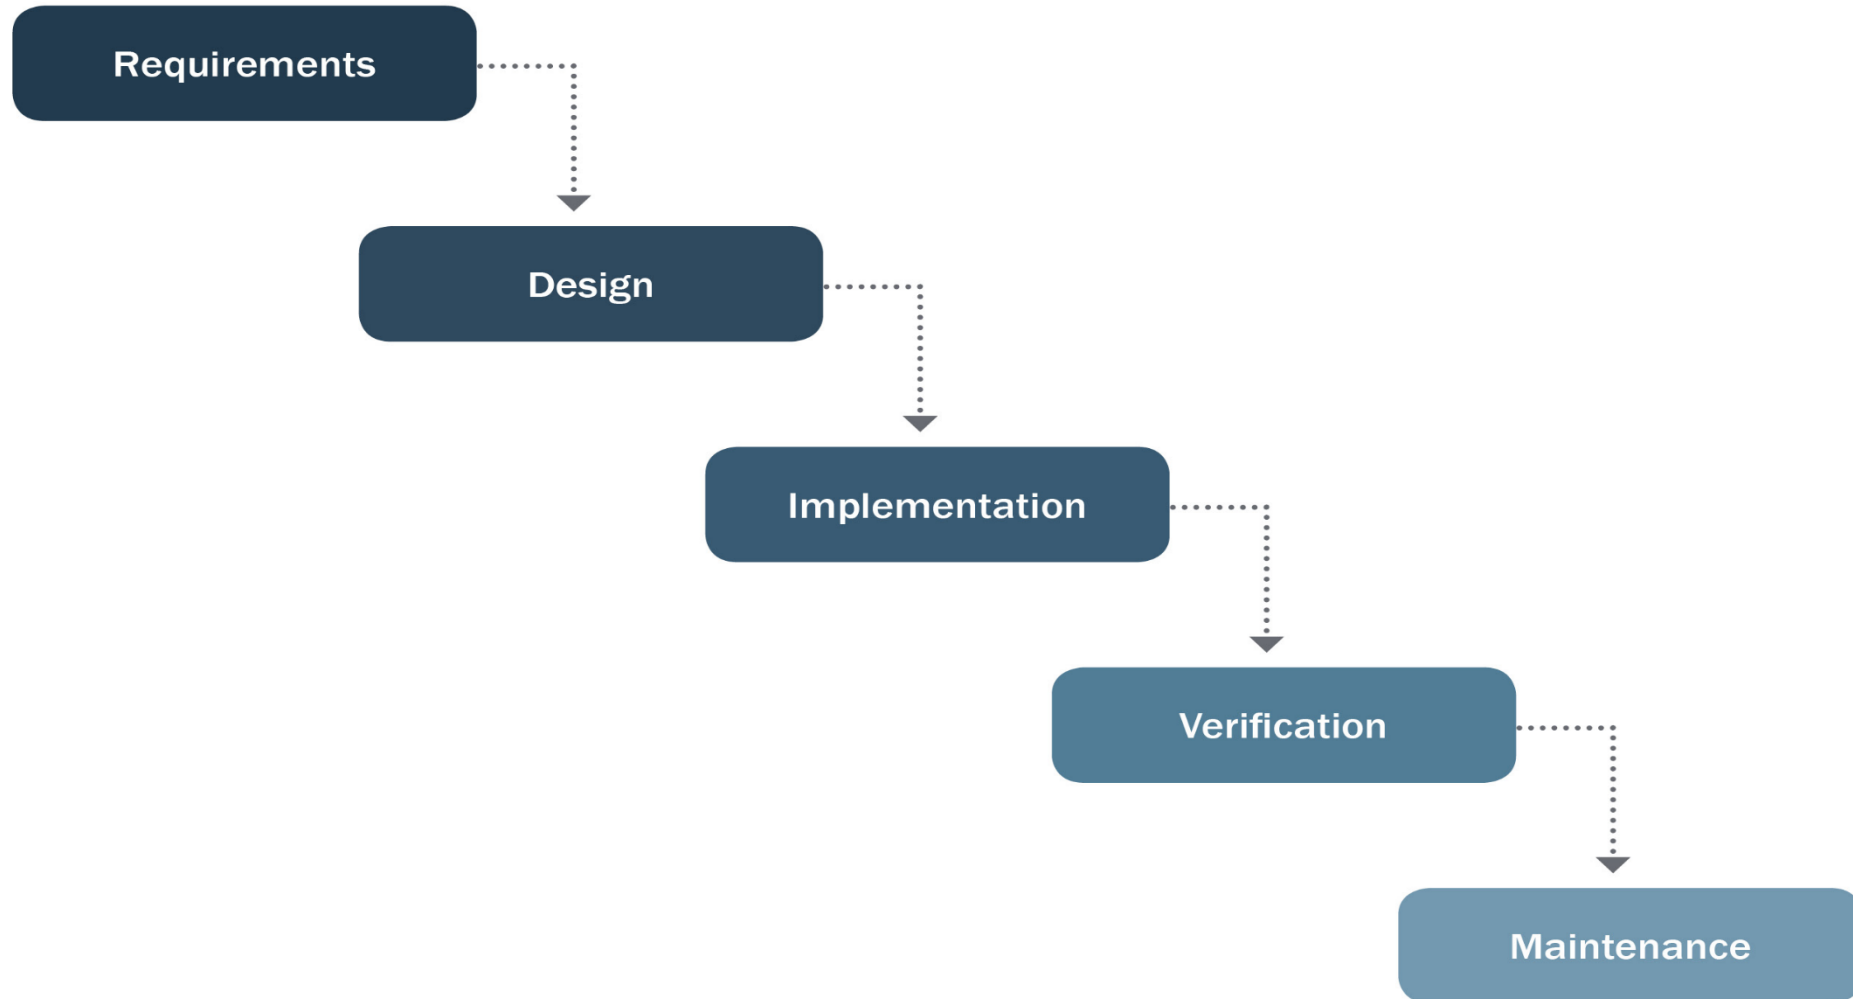 Requirements
Design
Implementation
Verification
Maintenance